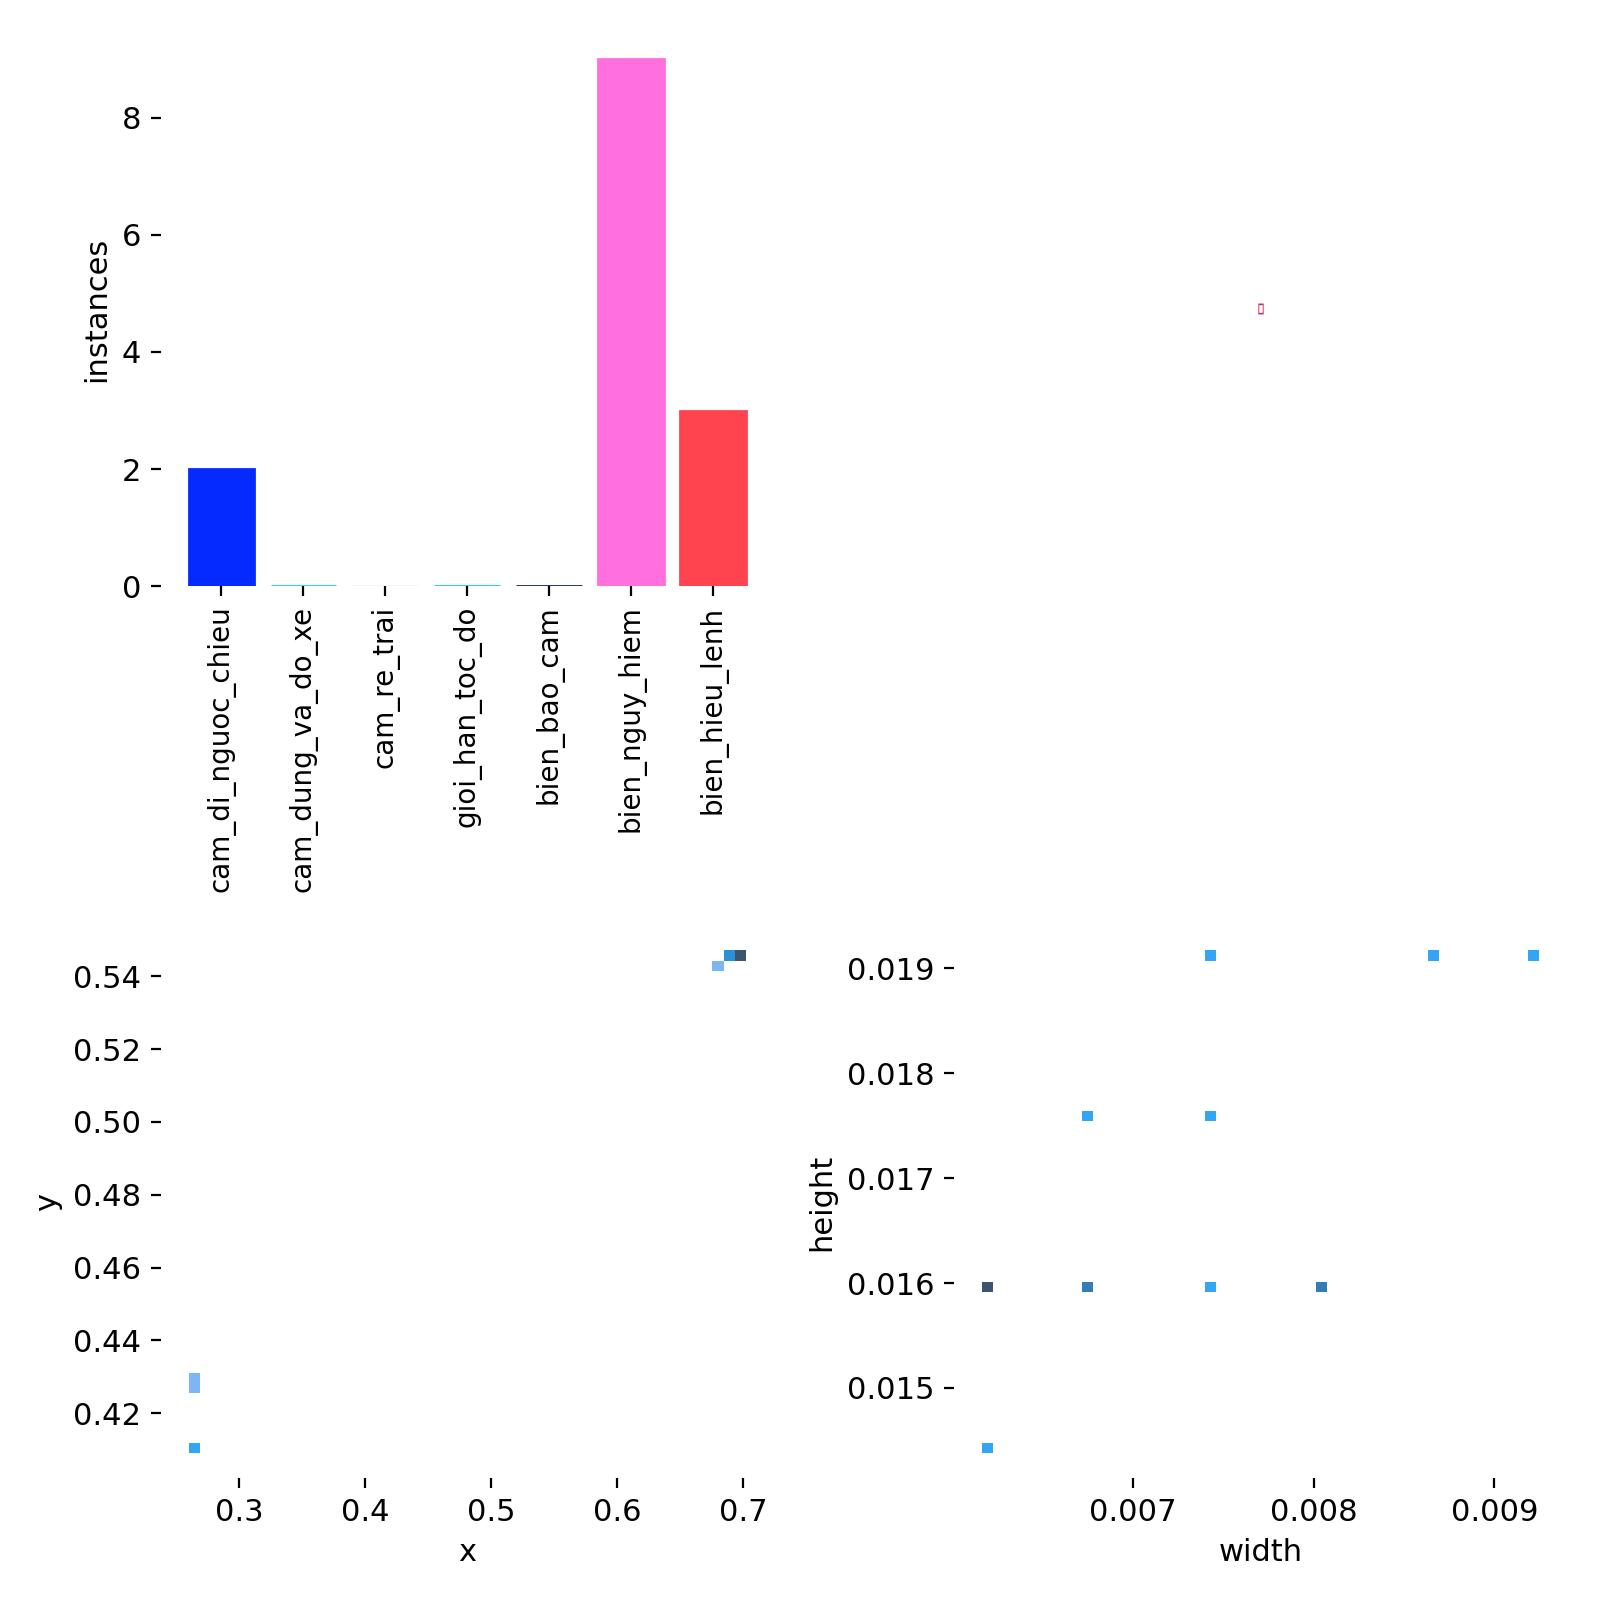 instances
8
6
4
2
0
cam_di_nguoc_chieu
cam_dung_va_do_xe
cam_re_trai
gioi_han_toc_do
bien_bao_cam
bien_nguy_hiem
bien_hieu_lenh
y
0.54
0.52
0.50
0.48
0.46
0.44
0.42
0.3 0.4 0.5 0.6 0.7
x
height
0.019
0.018
0.017
0.016
0.015
0.007 0.008 0.009
width